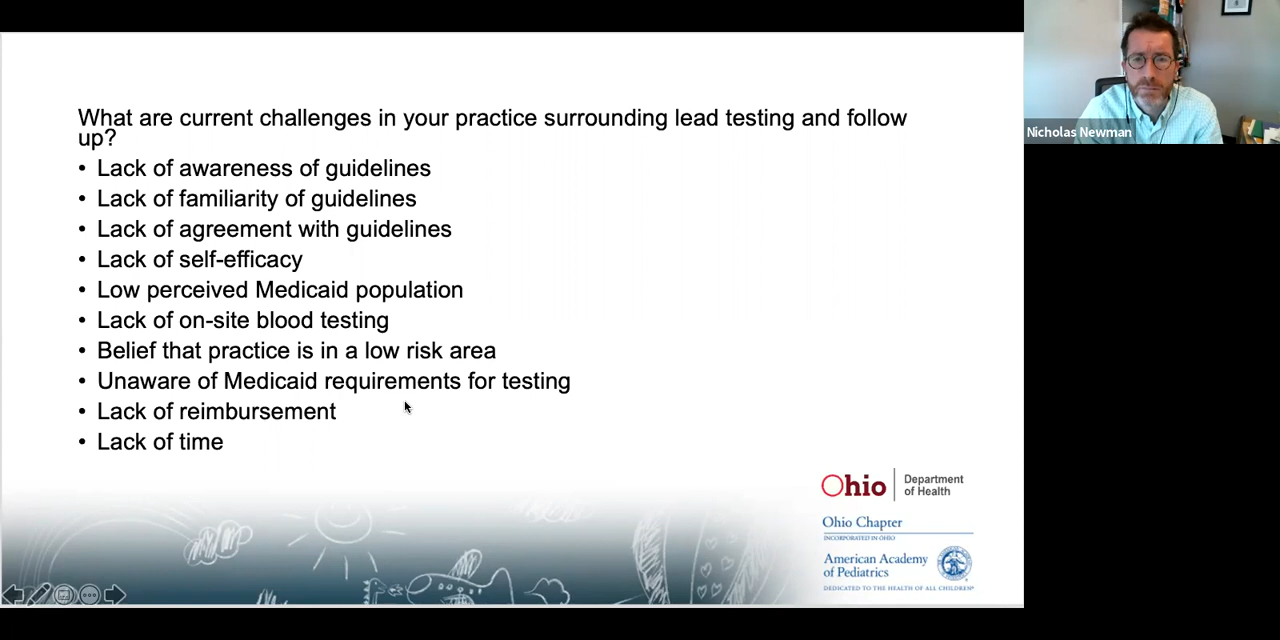 What are current challenges in your practice surrounding lead testing and follow
up?
• Lack of awareness of guidelines
• Lack of familiarity of guidelines
• Lack of agreement with guidelines
• Lack of self-efficacy
• Low perceived Medicaid population
• Lack of on-site blood testing
• Belief that practice is in a low risk area
• Unaware of Medicaid requirements for testing
• Lack of reimbursement
• Lack of time
Nicholas Newman
Ohio
Department
of Health
Ohio Chapter
INCORPORATED IN OHIO
American Academy
of Pediatrics
DEDICATED TO THE HEALTH OF ALL CHILDREN®